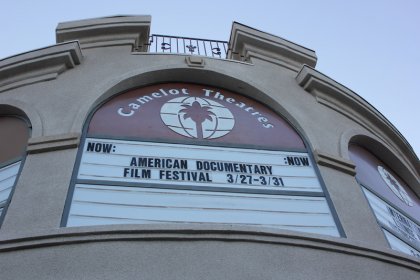 Camelot Theatres
NOW: :NOW
AMERICAN DOCUMENTARY
FILM FESTIVAL 3/27-3/31